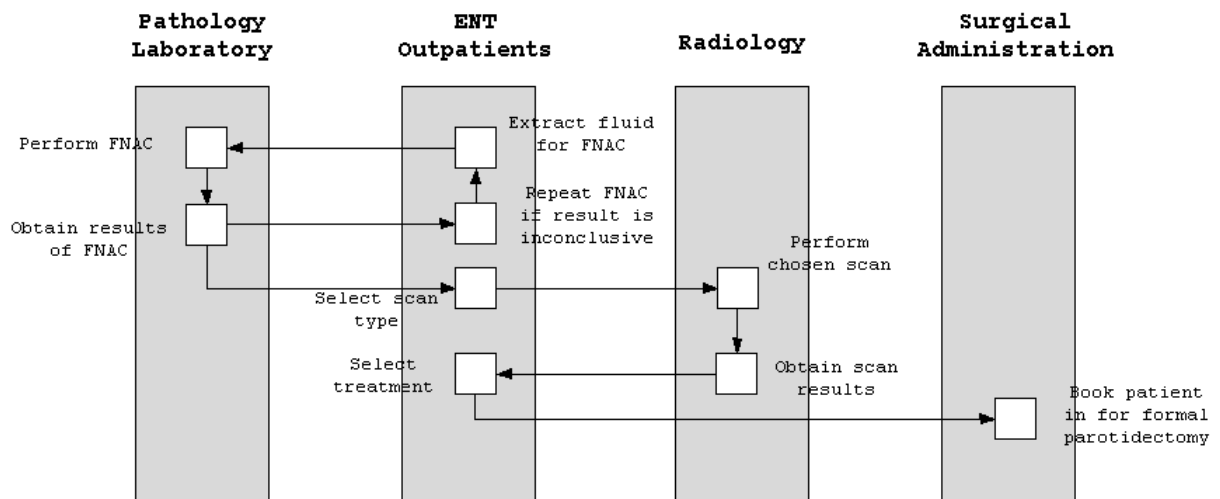 Pathology
Laboratory
ENT
Outpatients
Radiology
Surgical
Administration
Perform FNAC
Extract fluid
for FNAC
Obtain results
of FNAC
Repeat FNAC
if result is
inconclusive
Select scan
type
Perform
chosen scan
Select
treatment
Obtain scan
results
Book patient
in for formal
parotidectomy